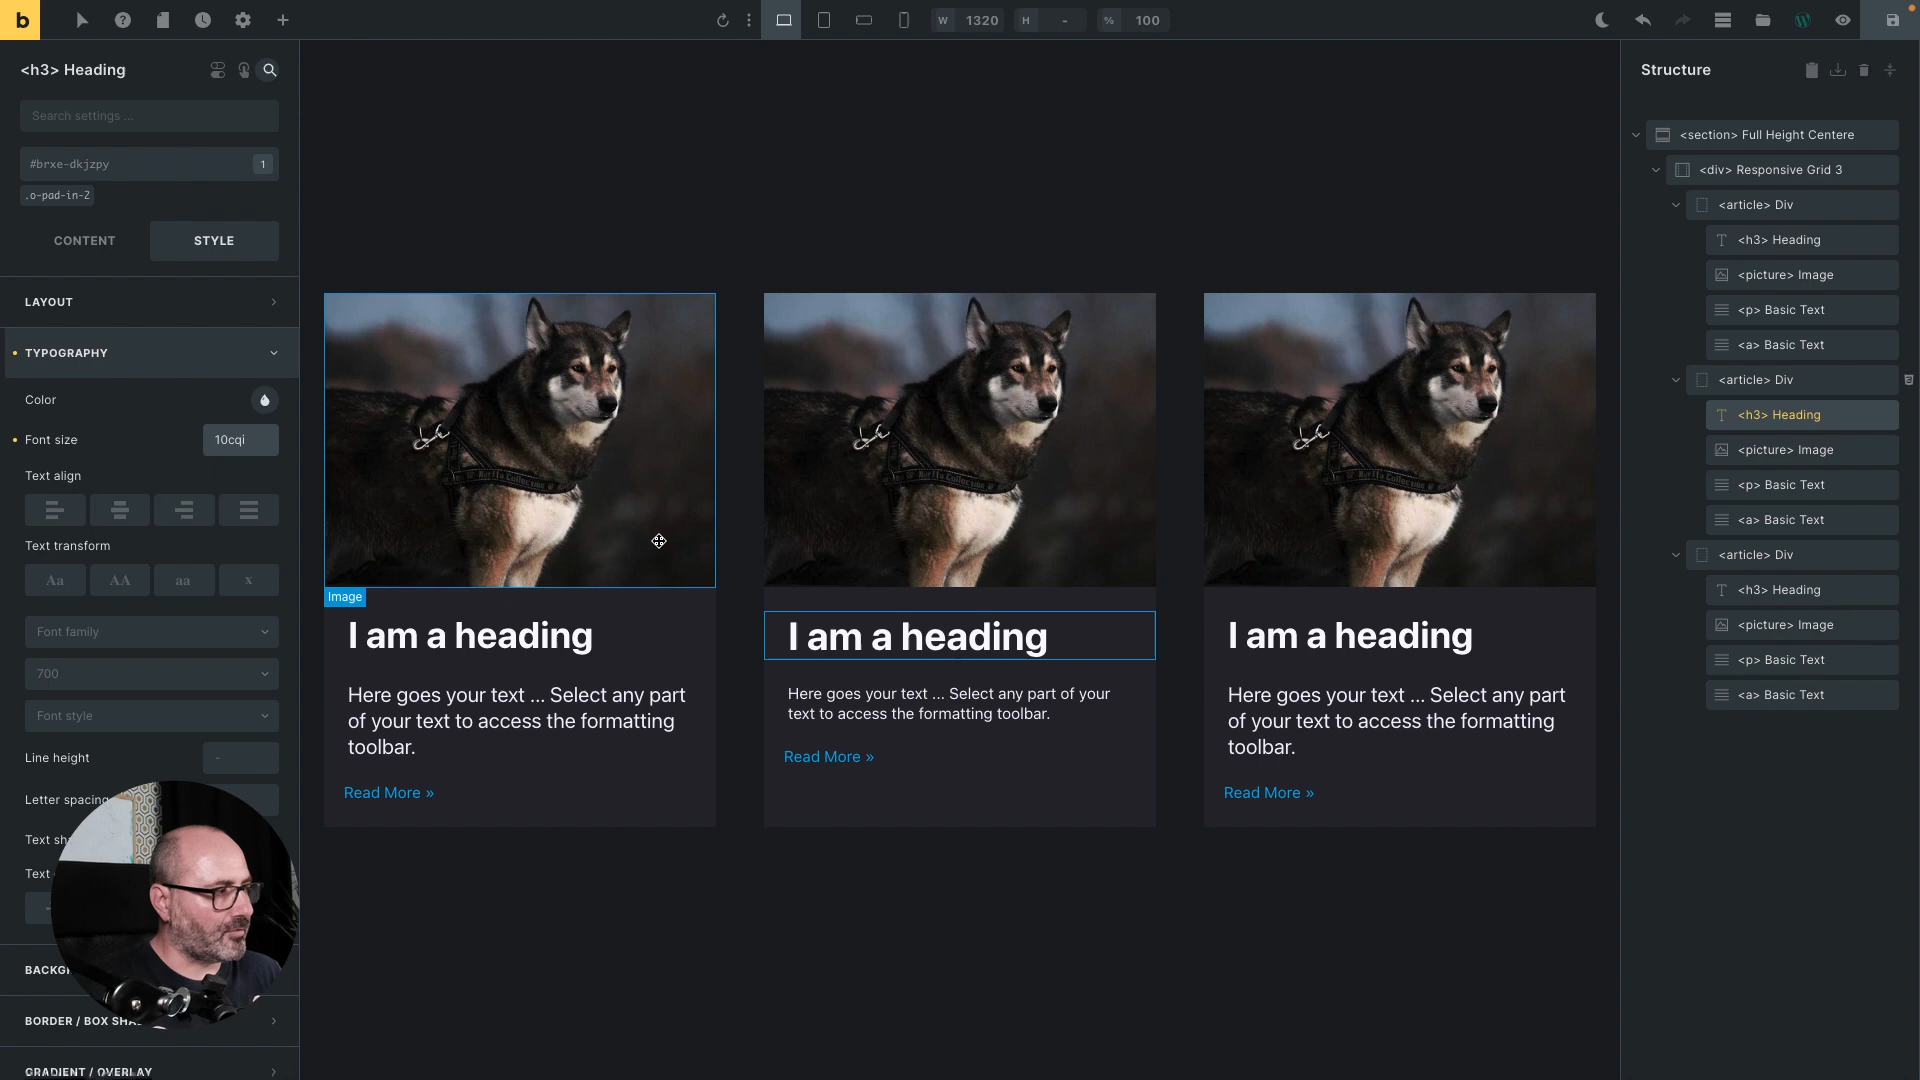 b
W 1320
H -
% 100
<h3> Heading
Search settings ...
#brxe-dkjzpy
1
.o-pad-in-2
CONTENT
STYLE
LAYOUT
TYPOGRAPHY
Color
Font size
10cqi
Text align
Text transform
Aa
AA
aa
x
Font family
700
Font style
Line height
-
Letter spacing
Text sh
Text
BACKG
BORDER / BOX SHA
GRADIENT / OVERLAY
Image
I am a heading
Here goes your text ... Select any part
of your text to access the formatting
toolbar.
Read More »
I am a heading
Here goes your text ... Select any part of your
text to access the formatting toolbar.
Read More »
I am a heading
Here goes your text ... Select any part
of your text to access the formatting
toolbar.
Read More »
Structure
<section> Full Height Centere
<div> Responsive Grid 3
<article> Div
<h3> Heading
<picture> Image
<p> Basic Text
<a> Basic Text
<article> Div
<h3> Heading
<picture> Image
<p> Basic Text
<a> Basic Text
<article> Div
<h3> Heading
<picture> Image
<p> Basic Text
<a> Basic Text